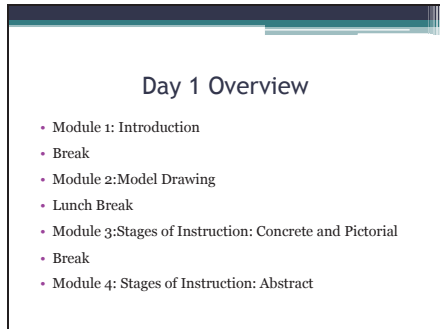 Day 1 Overview
• Module 1: Introduction
• Break
• Module 2:Model Drawing
• Lunch Break
• Module 3:Stages of Instruction: Concrete and Pictorial
• Break
• Module 4: Stages of Instruction: Abstract